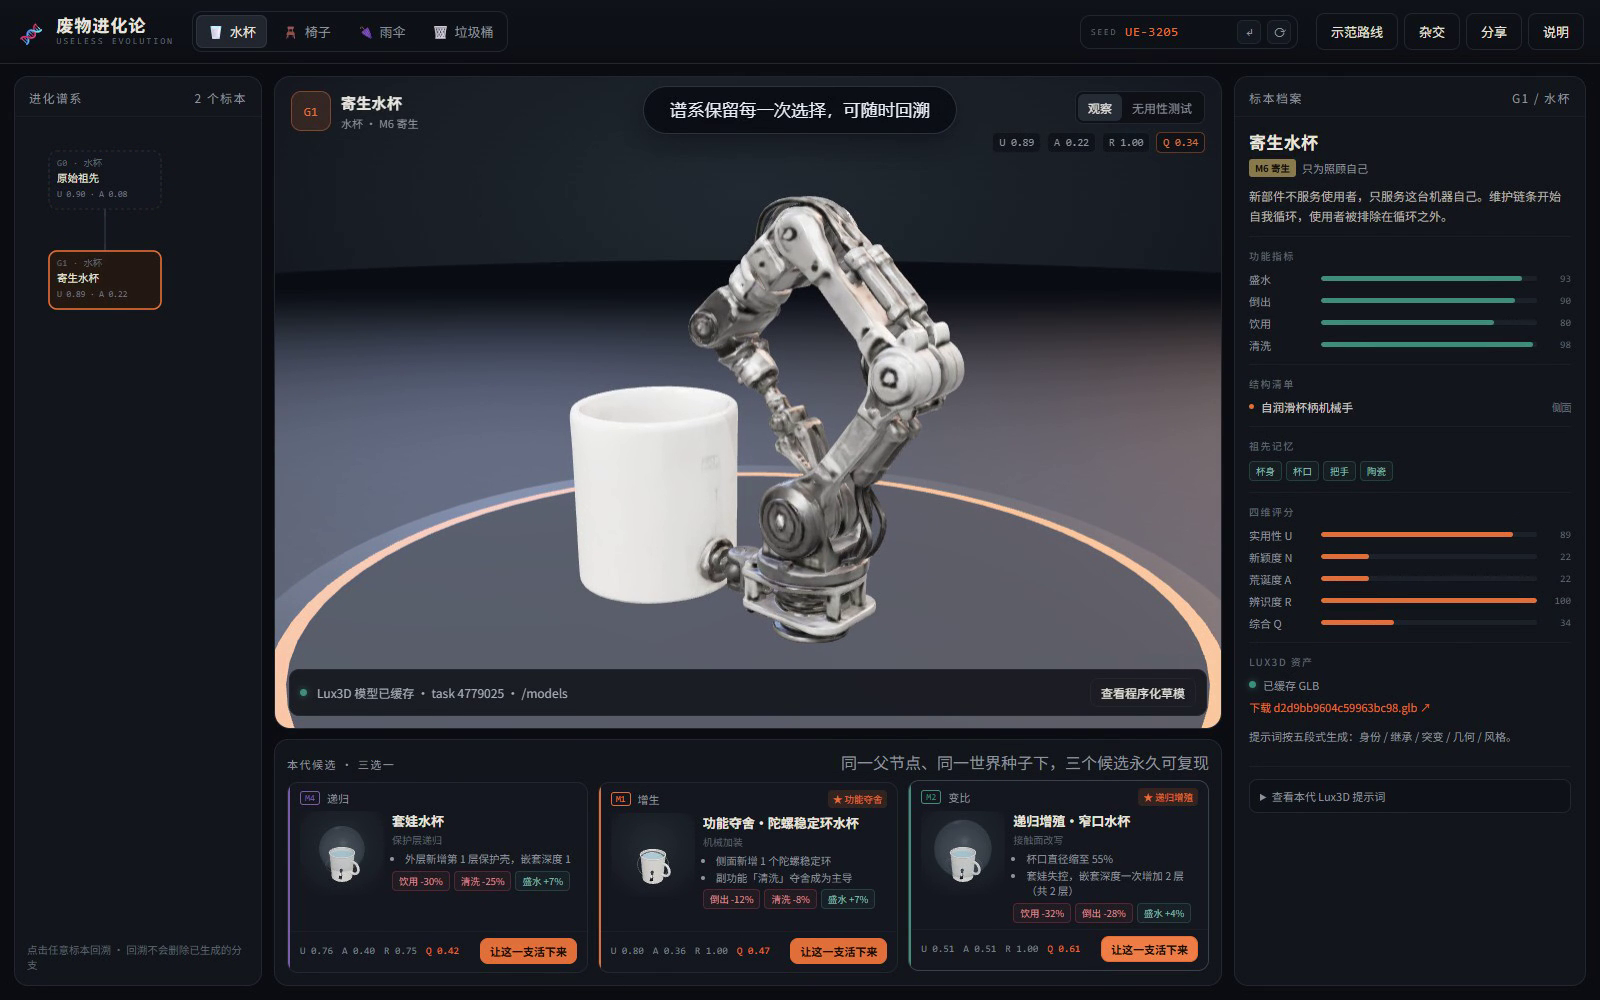 废物进化论
USELESS EVOLUTION
水杯
椅子
雨伞
垃圾桶
SEED UE-3205
示范路线
杂交
分享
说明
进化谱系
2 个标本
G0 · 水杯
原始祖先
U 0.90 · A 0.08
G1 · 水杯
寄生水杯
U 0.89 · A 0.22
点击任意标本回溯 · 回溯不会删除已生成的分
支
G1
寄生水杯
水杯 · M6 寄生
谱系保留每一次选择，可随时回溯
观察
无用性测试
U 0.89
A 0.22
R 1.00
Q 0.34
Lux3D 模型已缓存 · task 4779025 · /models
查看程序化草模
本代候选 · 三选一
同一父节点、同一世界种子下，三个候选永久可复现
M4 递归
套娃水杯
保护层递归
外层新增第 1 层保护壳，嵌套深度 1
饮用 -30%
清洗 -25%
盛水 +7%
U 0.76 A 0.40 R 0.75 Q 0.42
让这一支活下来
M1 增生
★ 功能夺舍
功能夺舍 · 陀螺稳定环水杯
机械加装
侧面新增 1 个陀螺稳定环
副功能「清洗」夺舍成为主导
倒出 -12%
清洗 -8%
盛水 +7%
U 0.80 A 0.36 R 1.00 Q 0.47
让这一支活下来
M2 变比
★ 递归增殖
递归增殖 · 窄口水杯
接触面改写
杯口直径缩至 55%
套娃失控，嵌套深度一次增加 2 层
（共 2 层）
饮用 -32%
倒出 -28%
盛水 +4%
U 0.51 A 0.51 R 1.00 Q 0.61
让这一支活下来
标本档案
G1 / 水杯
寄生水杯
M6 寄生
只为照顾自己
新部件不服务使用者，只服务这台机器自己。维护链条开始
自我循环，使用者被排除在循环之外。
功能指标
盛水 93
倒出 90
饮用 80
清洗 98
结构清单
自润滑杯柄机械手
侧面
祖先记忆
杯身
杯口
把手
陶瓷
四维评分
实用性 U 89
新颖度 N 22
荒诞度 A 22
辨识度 R 100
综合 Q 34
LUX3D 资产
已缓存 GLB
下载 d2d9bb9604c59963bc98.glb ↗
提示词按五段式生成：身份 / 继承 / 突变 / 几何 / 风格。
▶ 查看本代 Lux3D 提示词